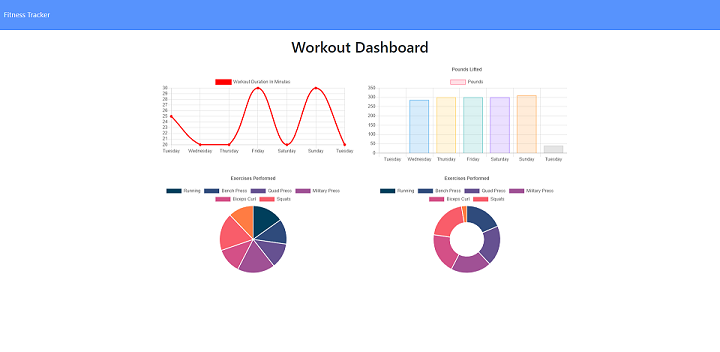 Fitness Tracker
Workout Dashboard
Workout Duration In Minutes
30
29
28
27
26
25
24
23
22
21
20
Tuesday Wednesday Thursday Friday Saturday Sunday Tuesday
Pounds Lifted
Pounds
350
300
250
200
150
100
50
0
Tuesday Wednesday Thursday Friday Saturday Sunday Tuesday
Exercises Performed
Running Bench Press Quad Press Military Press
Biceps Curl Squats
Exercises Performed
Running Bench Press Quad Press Military Press
Biceps Curl Squats